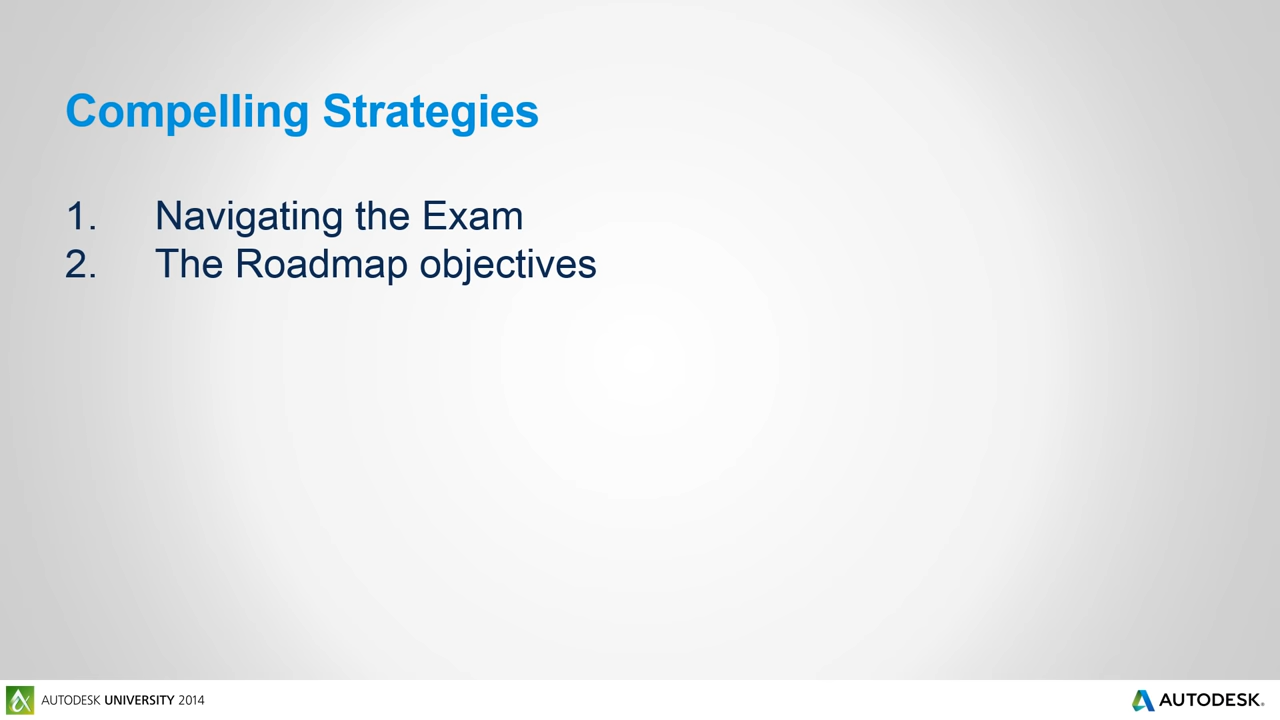 Compelling Strategies
1. Navigating the Exam
2. The Roadmap objectives
AUTODESK UNIVERSITY 2014
AUTODESK®